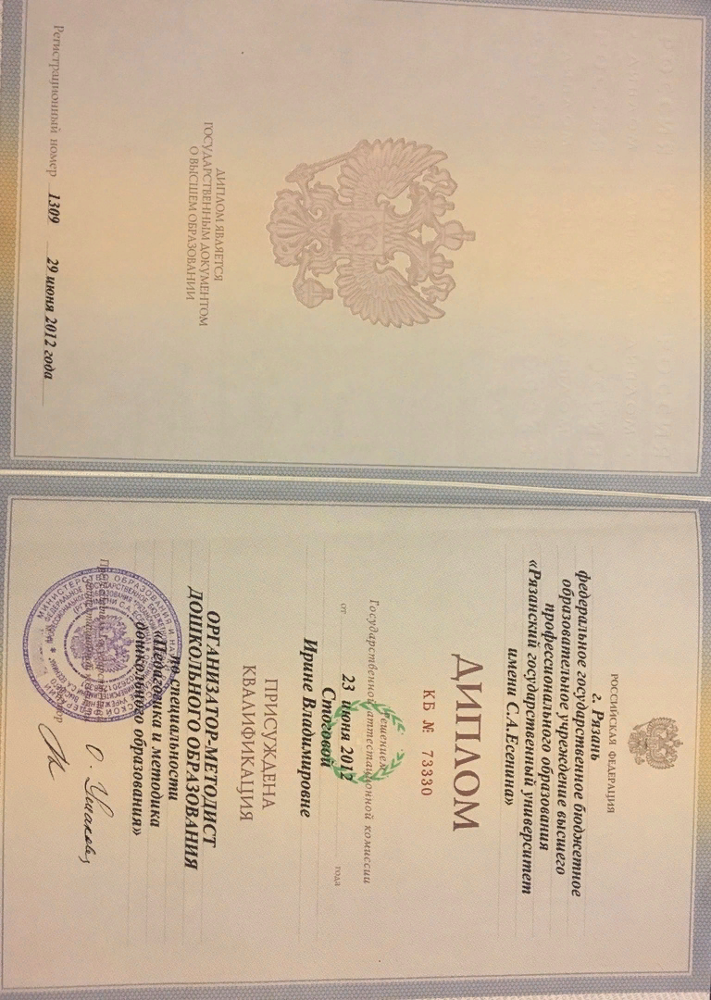 ДИПЛОМ ЯВЛЯЕТСЯ
ГОСУДАРСТВЕННЫМ ДОКУМЕНТОМ
О ВЫСШЕМ ОБРАЗОВАНИИ
Регистрационный номер 1309 29 июня 2012 года
РОССИЙСКАЯ ФЕДЕРАЦИЯ
г. Рязань
федеральное государственное бюджетное
образовательное учреждение высшего
профессионального образования
«Рязанский государственный университет
имени С.А.Есенина»
ДИПЛОМ
КБ № 73330
Решением
Государственной аттестационной комиссии
от 23 июня 2012 года
Стоговой
Ирине Владимировне
ПРИСУЖДЕНА
КВАЛИФИКАЦИЯ
ОРГАНИЗАТОР-МЕТОДИСТ
ДОШКОЛЬНОГО ОБРАЗОВАНИЯ
по специальности
«Педагогика и методика
дошкольного образования»